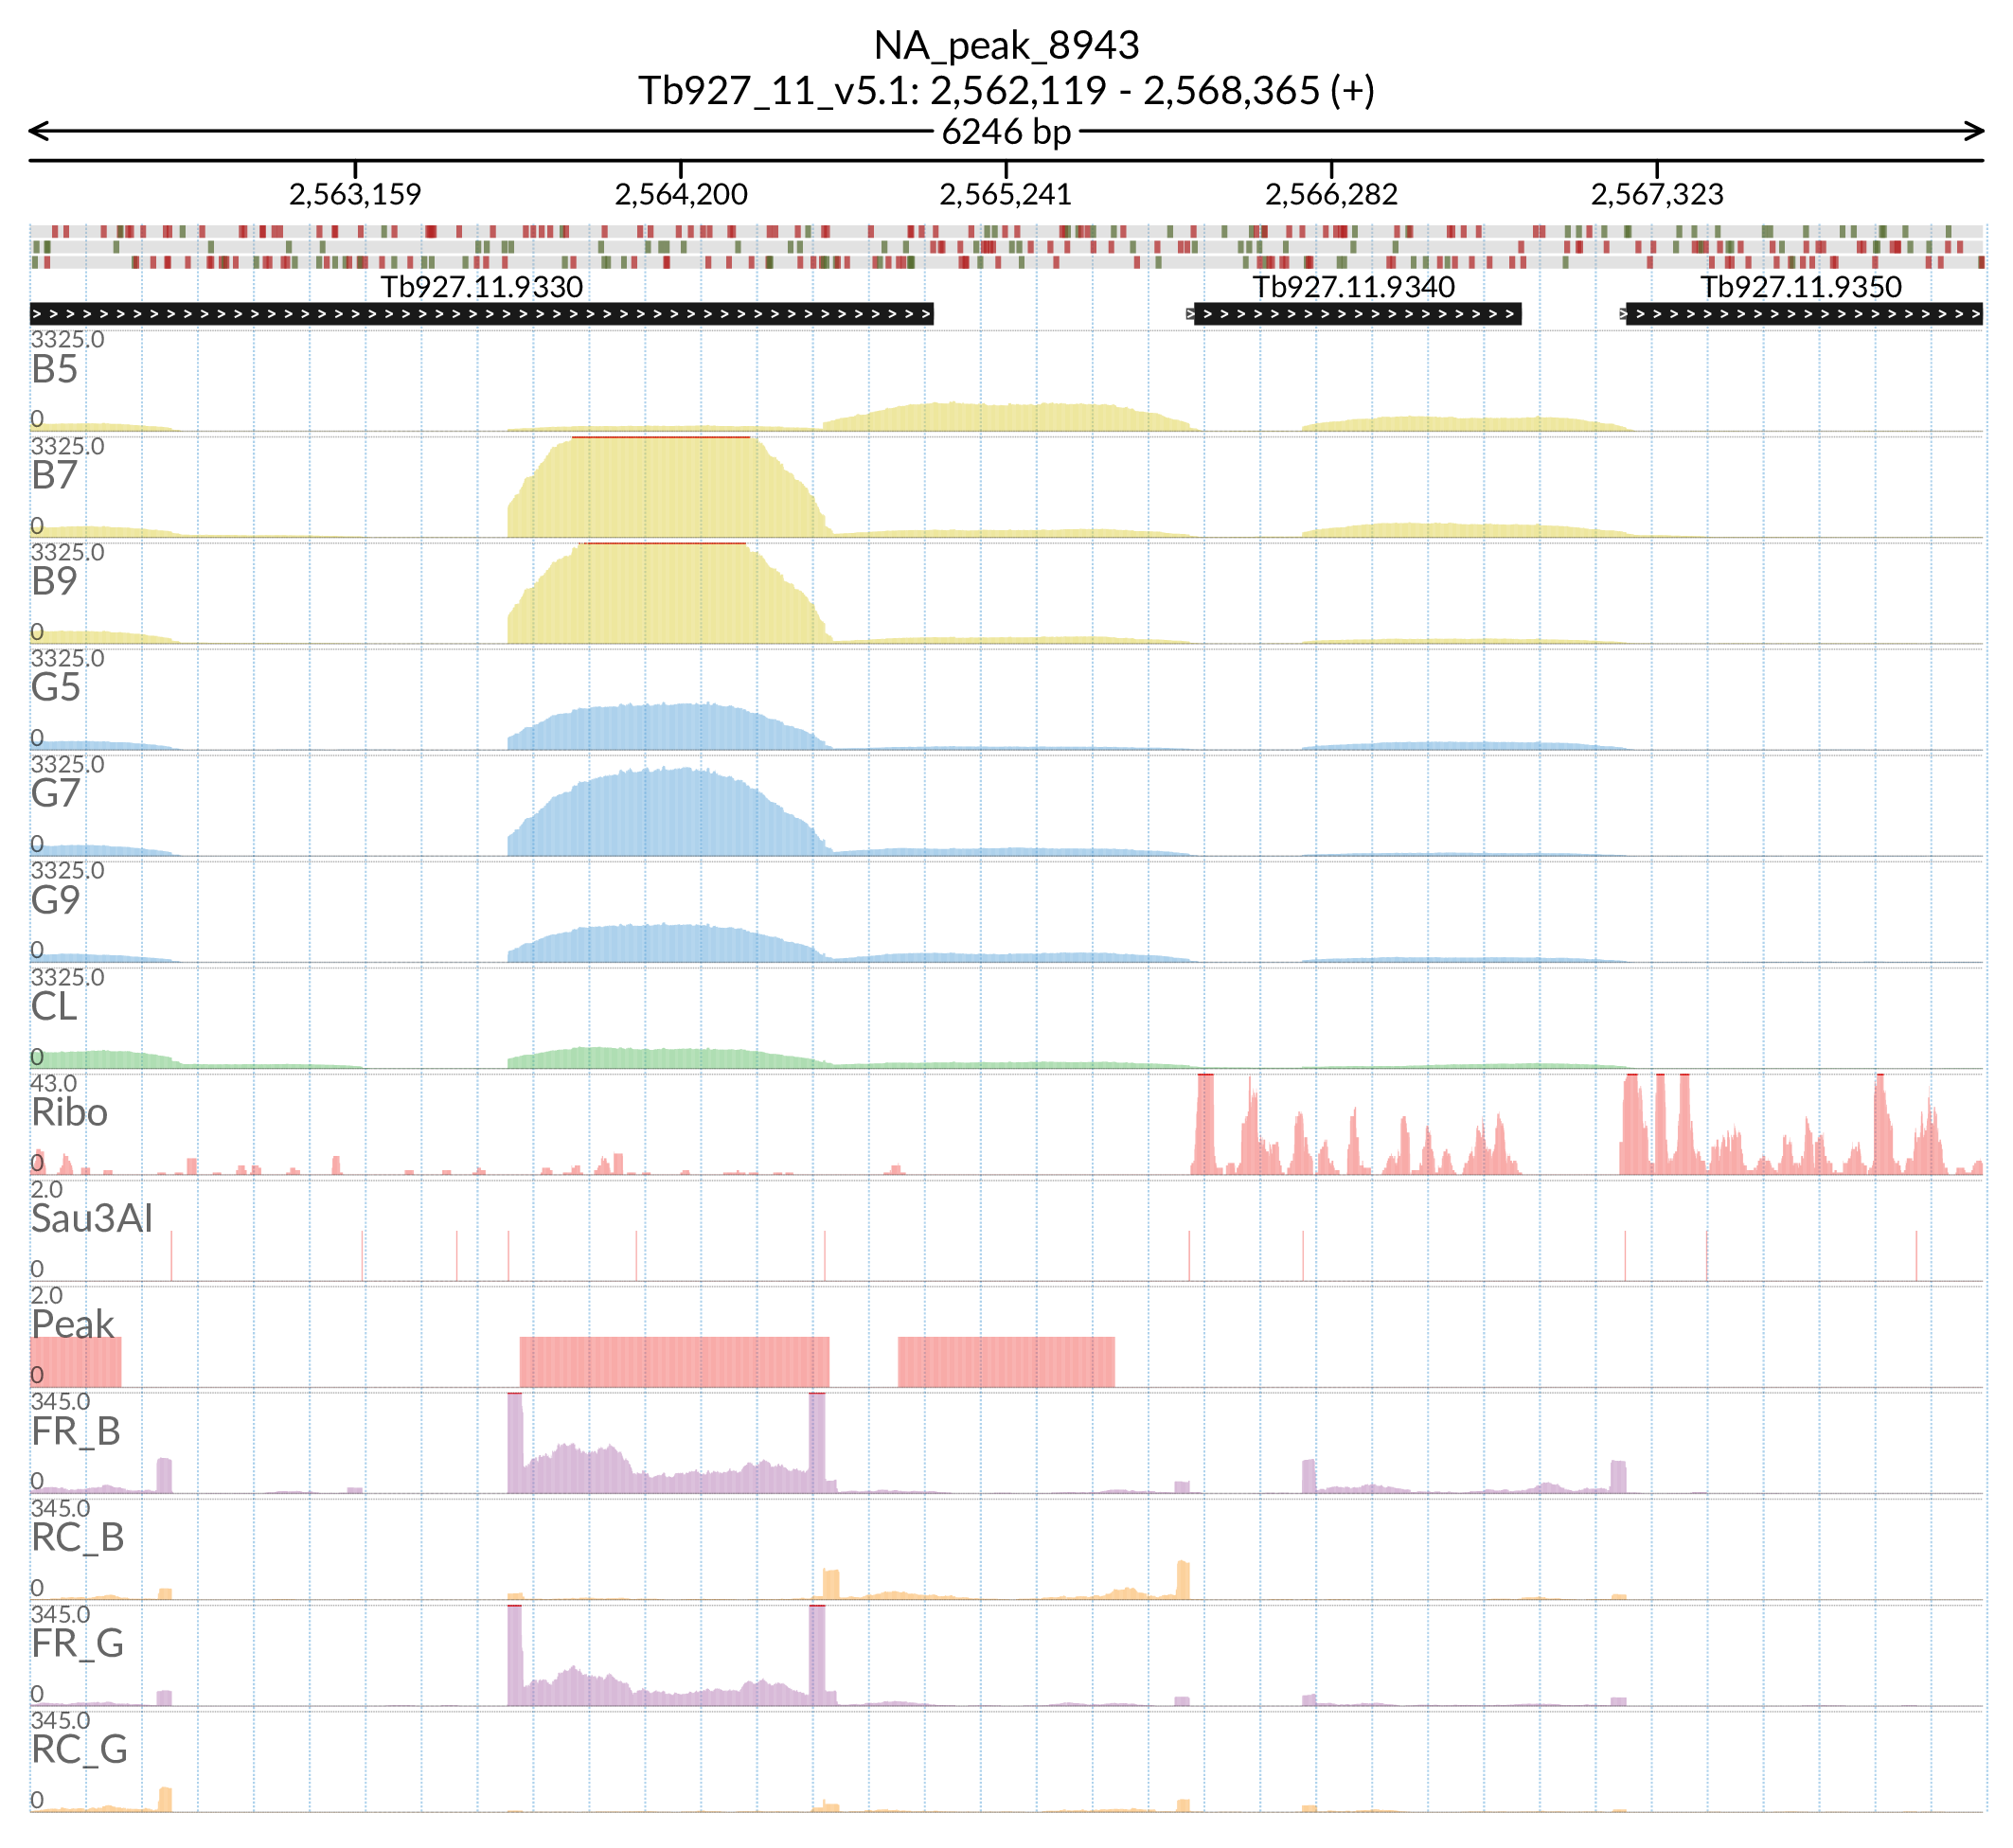 NA_peak_8943
Tb927_11_v5.1: 2,562,119 - 2,568,365 (+)
6246 bp
2,563,159 2,564,200 2,565,241 2,566,282 2,567,323
Tb927.11.9330 Tb927.11.9340 Tb927.11.9350
3325.0
B5
0
3325.0
B7
0
3325.0
B9
0
3325.0
G5
0
3325.0
G7
0
3325.0
G9
0
3325.0
CL
0
43.0
Ribo
0
2.0
Sau3AI
0
2.0
Peak
0
345.0
FR_B
0
345.0
RC_B
0
345.0
FR_G
0
345.0
RC_G
0